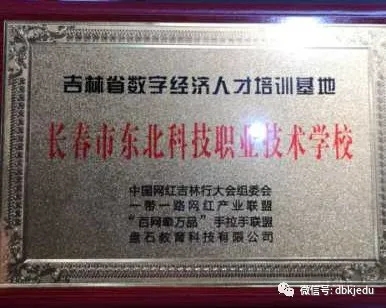 吉林省数字经济人才培训基地
长春市东北科技职业技术学校
中国网红吉林行大会组委会
一带一路网红产业联盟
“百网牵万品”手拉手联盟
盘石教育科技有限公司
微信号: dbkjedu